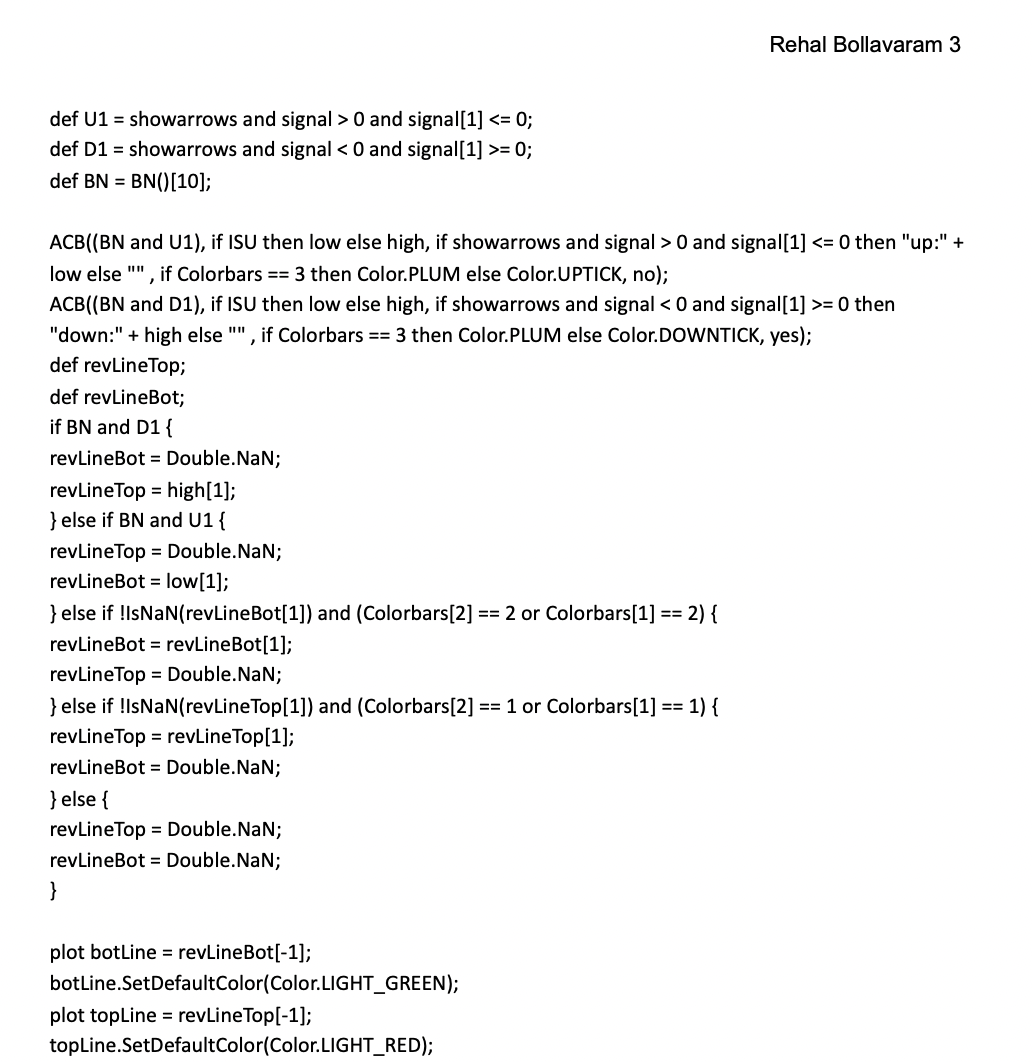 Rehal Bollavaram 3
def U1 = showarrows and signal > 0 and signal[1] <= 0;
def D1 = showarrows and signal < 0 and signal[1] >= 0;
def BN = BN()[10];
ACB((BN and U1), if ISU then low else high, if showarrows and signal > 0 and signal[1] <= 0 then "up:" +
low else "" , if Colorbars == 3 then Color.PLUM else Color.UPTICK, no);
ACB((BN and D1), if ISU then low else high, if showarrows and signal < 0 and signal[1] >= 0 then
"down:" + high else "" , if Colorbars == 3 then Color.PLUM else Color.DOWNTICK, yes);
def revLineTop;
def revLineBot;
if BN and D1 {
revLineBot = Double.NaN;
revLineTop = high[1];
} else if BN and U1 {
revLineTop = Double.NaN;
revLineBot = low[1];
} else if !IsNaN(revLineBot[1]) and (Colorbars[2] == 2 or Colorbars[1] == 2) {
revLineBot = revLineBot[1];
revLineTop = Double.NaN;
} else if !IsNaN(revLineTop[1]) and (Colorbars[2] == 1 or Colorbars[1] == 1) {
revLineTop = revLineTop[1];
revLineBot = Double.NaN;
} else {
revLineTop = Double.NaN;
revLineBot = Double.NaN;
}
plot botLine = revLineBot[-1];
botLine.SetDefaultColor(Color.LIGHT_GREEN);
plot topLine = revLineTop[-1];
topLine.SetDefaultColor(Color.LIGHT_RED);